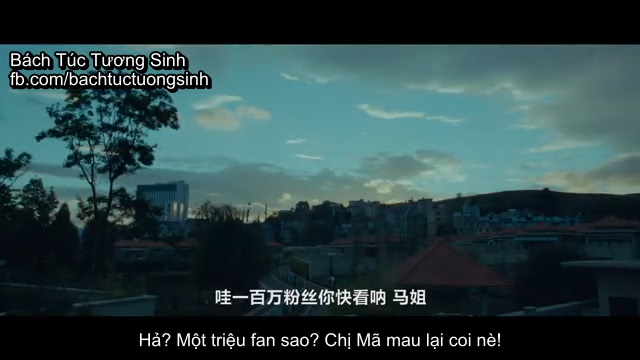 Bách Túc Tương Sinh
fb.com/bachtuctuongsinh
哇一百万粉丝你快看呐 马姐
Hả? Một triệu fan sao? Chị Mã mau lại coi nè!